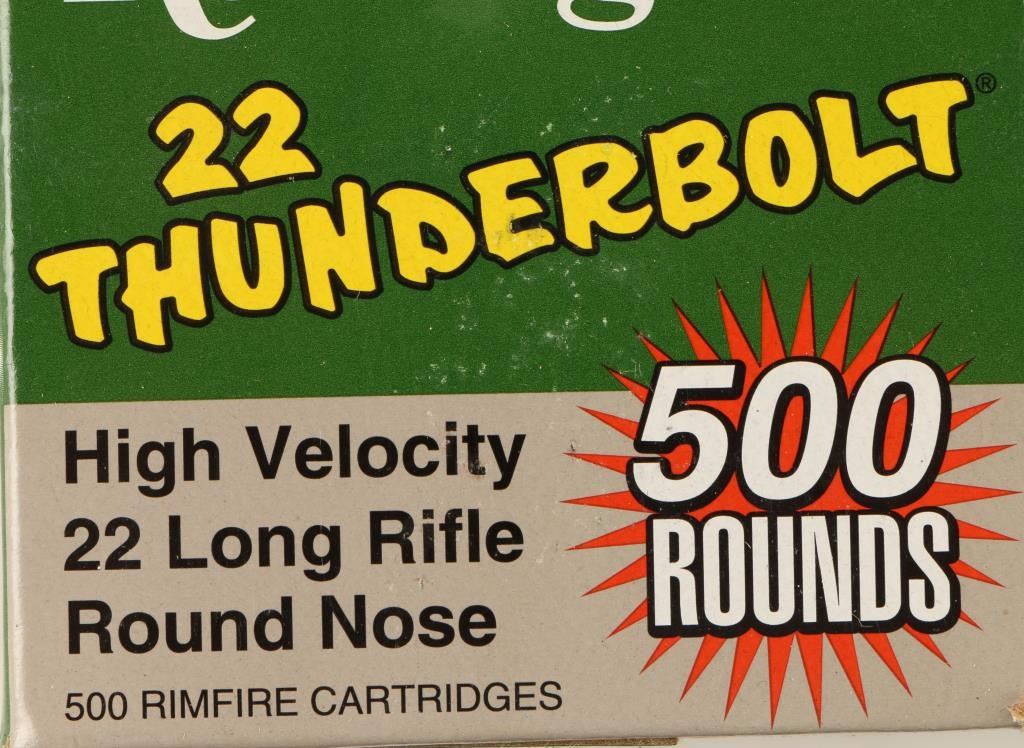 22
THUNDERBOLT®
500
ROUNDS
High Velocity
22 Long Rifle
Round Nose
500 RIMFIRE CARTRIDGES